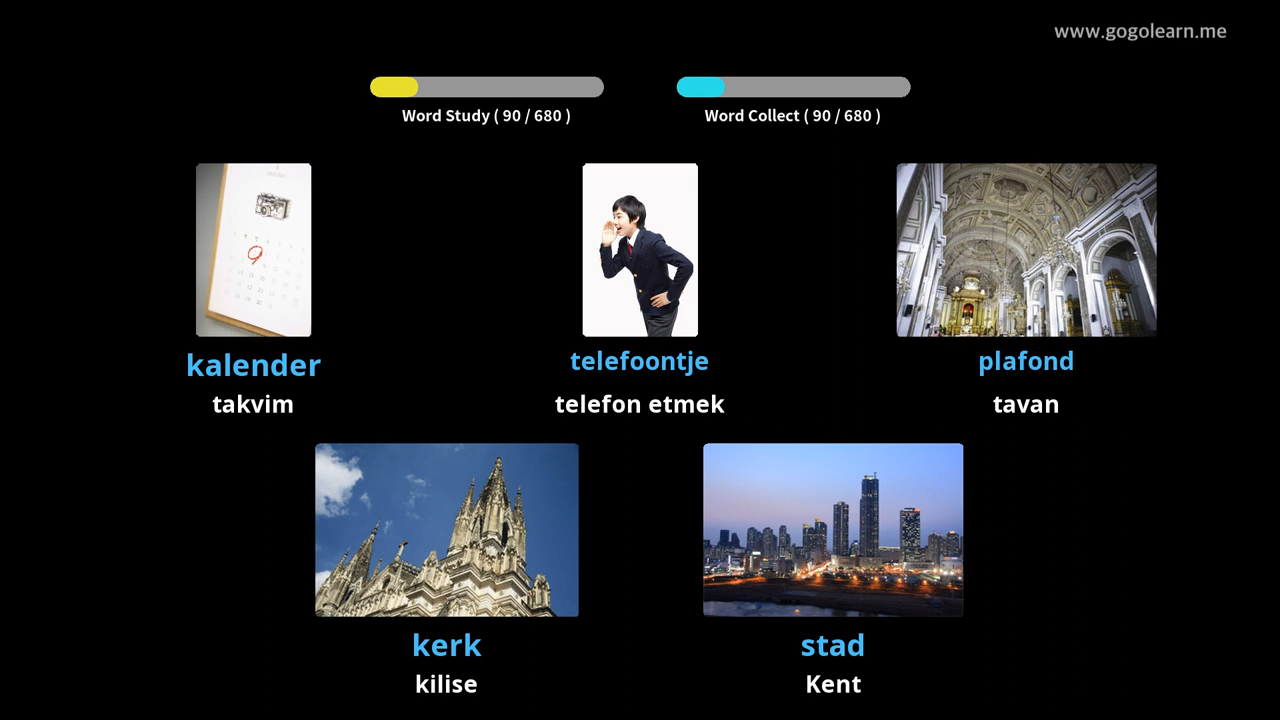 www.gogolearn.me
Word Study ( 90 / 680 )
Word Collect ( 90 / 680 )
kalender
takvim
telefoontje
telefon etmek
plafond
tavan
kerk
kilise
stad
Kent